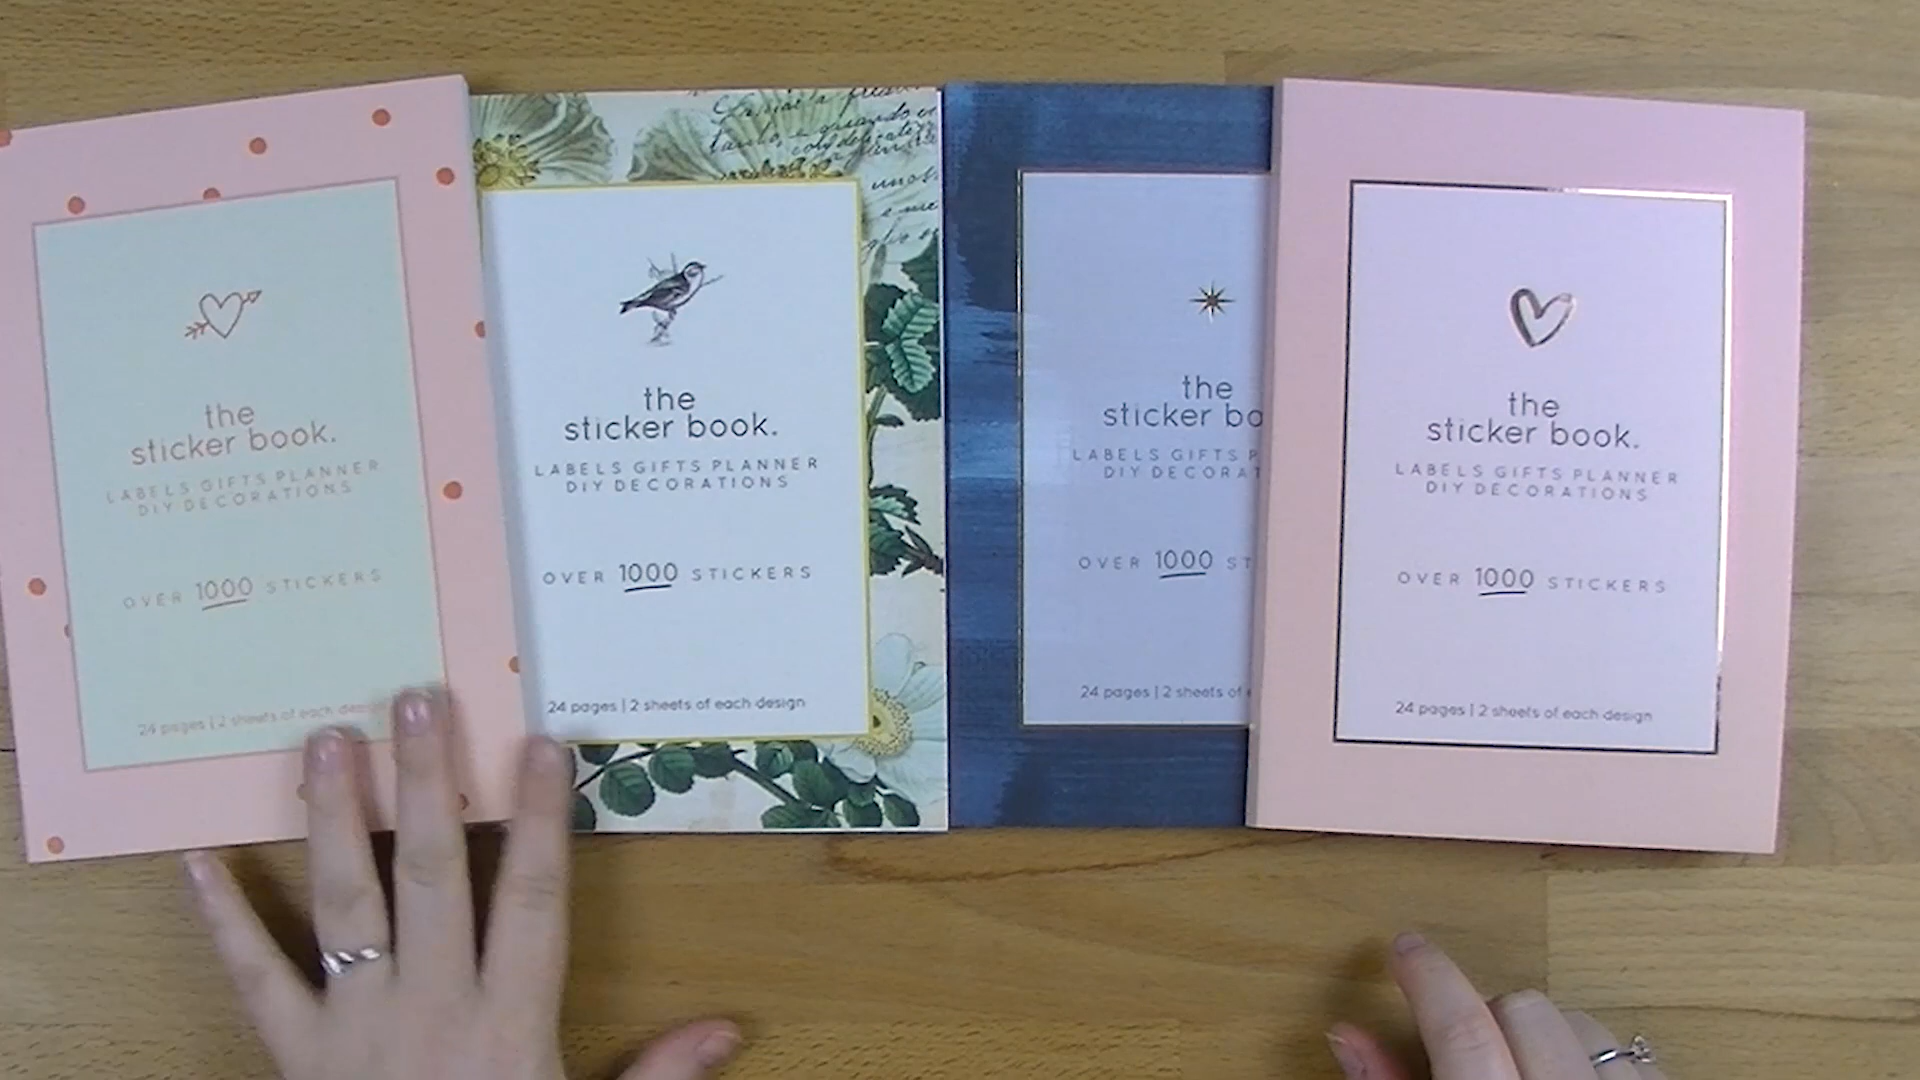 the
sticker book.
LABELS GIFTS PLANNER
DIY DECORATIONS
OVER 1000 STICKERS
24 pages | 2 sheets of each design
the
sticker book.
LABELS GIFTS PLANNER
DIY DECORATIONS
OVER 1000 STICKERS
24 pages | 2 sheets of each design
the
sticker bo
LABELS GIFTS P
DIY DECORAT
OVER 1000 ST
24 pages | 2 sheets of
the
sticker book.
LABELS GIFTS PLANNER
DIY DECORATIONS
OVER 1000 STICKERS
24 pages | 2 sheets of each design